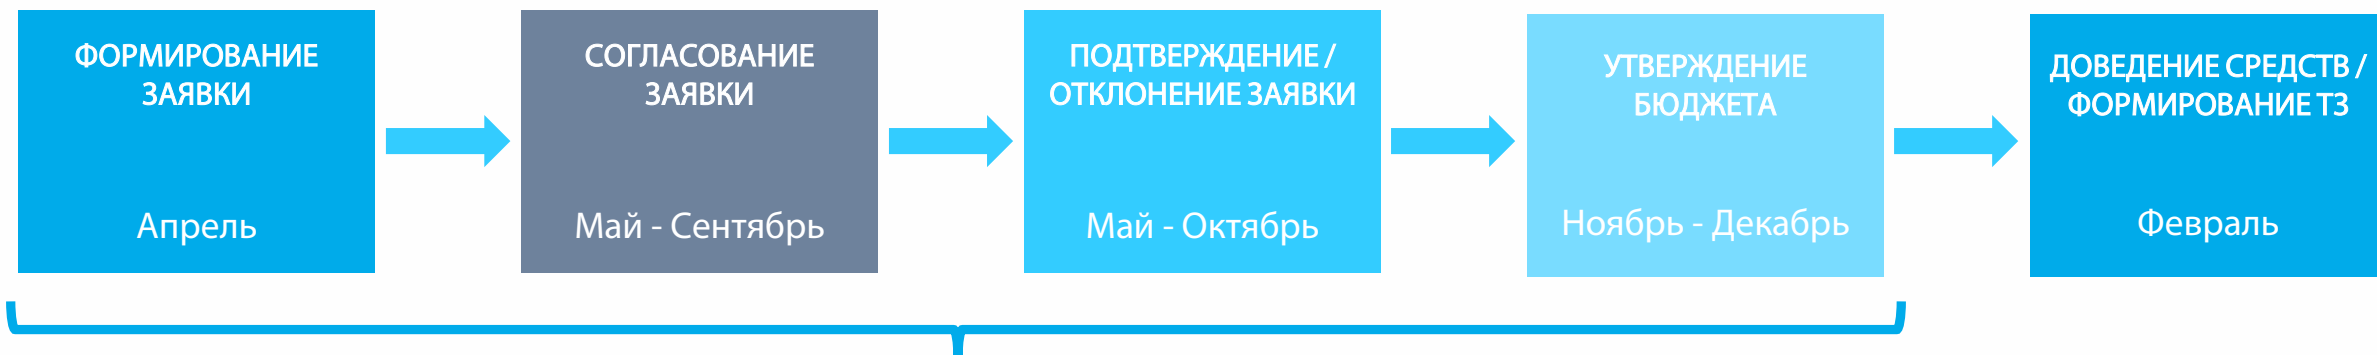 ФОРМИРОВАНИЕ
ЗАЯВКИ
Апрель
СОГЛАСОВАНИЕ
ЗАЯВКИ
Май - Сентябрь
ПОДТВЕРЖДЕНИЕ /
ОТКЛОНЕНИЕ ЗАЯВКИ
Май - Октябрь
УТВЕРЖДЕНИЕ
БЮДЖЕТА
Ноябрь - Декабрь
ДОВЕДЕНИЕ СРЕДСТВ /
ФОРМИРОВАНИЕ ТЗ
Февраль